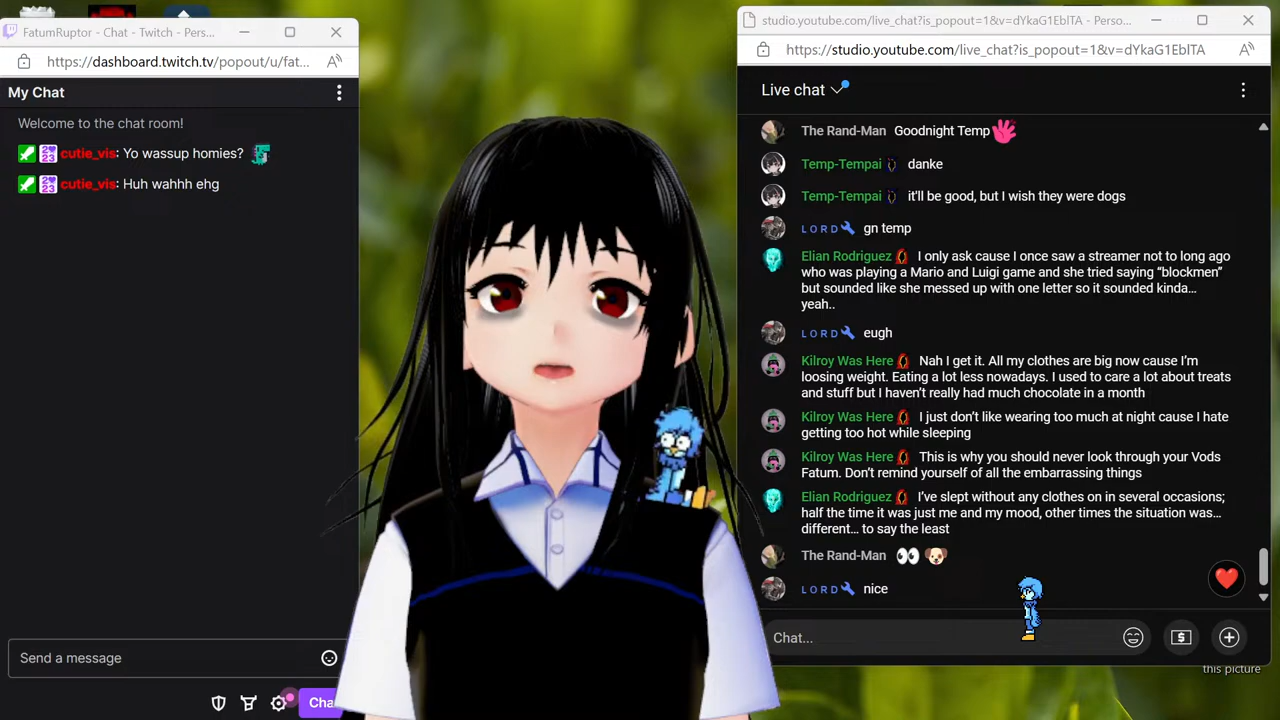 FatumRuptor - Chat - Twitch - Pers...
https://dashboard.twitch.tv/popout/u/fat...
My Chat
Welcome to the chat room!
cutie_vis: Yo wassup homies?
cutie_vis: Huh wahhh ehg
Send a message
Cha
studio.youtube.com/live_chat?is_popout=1&v=dYkaG1EblTA - Perso...
https://studio.youtube.com/live_chat?is_popout=1&v=dYkaG1EblTA
Live chat
The Rand-Man Goodnight Temp
Temp-Tempai danke
Temp-Tempai it'll be good, but I wish they were dogs
L O R D gn temp
Elian Rodriguez I only ask cause I once saw a streamer not to long ago
who was playing a Mario and Luigi game and she tried saying “blockmen”
but sounded like she messed up with one letter so it sounded kinda...
yeah..
L O R D eugh
Kilroy Was Here Nah I get it. All my clothes are big now cause I'm
loosing weight. Eating a lot less nowadays. I used to care a lot about treats
and stuff but I haven't really had much chocolate in a month
Kilroy Was Here I just don't like wearing too much at night cause I hate
getting too hot while sleeping
Kilroy Was Here This is why you should never look through your Vods
Fatum. Don't remind yourself of all the embarrassing things
Elian Rodriguez I've slept without any clothes on in several occasions;
half the time it was just me and my mood, other times the situation was...
different... to say the least
The Rand-Man
L O R D nice
Chat...
this picture